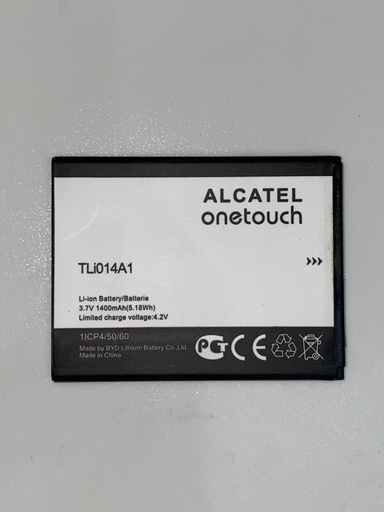 ALCATEL
onetouch
TLi014A1
Li-ion Battery/Batterie
3.7V 1400mAh(5.18Wh)
Limited charge voltage:4.2V
1ICP4/50/60
Made by BYD Lithium Battery Co.,Ltd.
Made in China